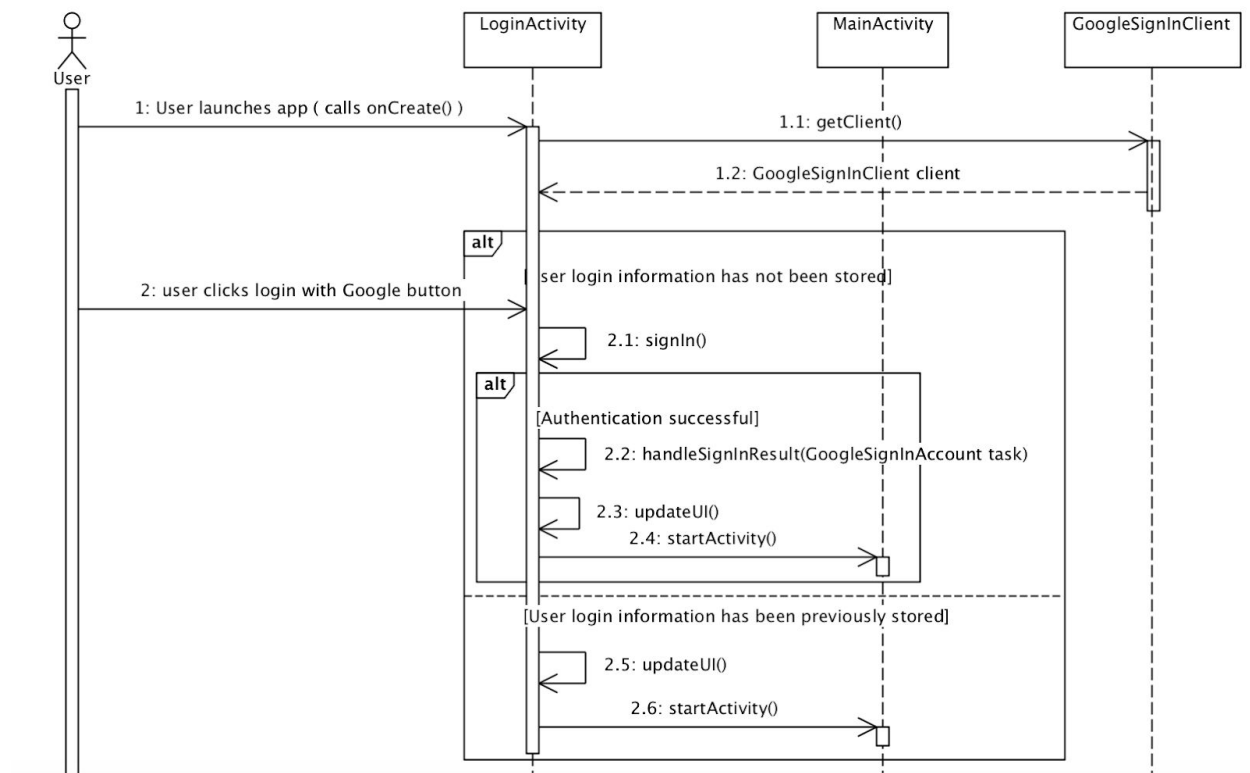 LoginActivity
MainActivity
GoogleSignInClient
User
1: User launches app ( calls onCreate() )
1.1: getClient()
1.2: GoogleSignInClient client
alt
[User login information has not been stored]
2: user clicks login with Google button
2.1: signIn()
alt
[Authentication successful]
2.2: handleSignInResult(GoogleSignInAccount task)
2.3: updateUI()
2.4: startActivity()
[User login information has been previously stored]
2.5: updateUI()
2.6: startActivity()